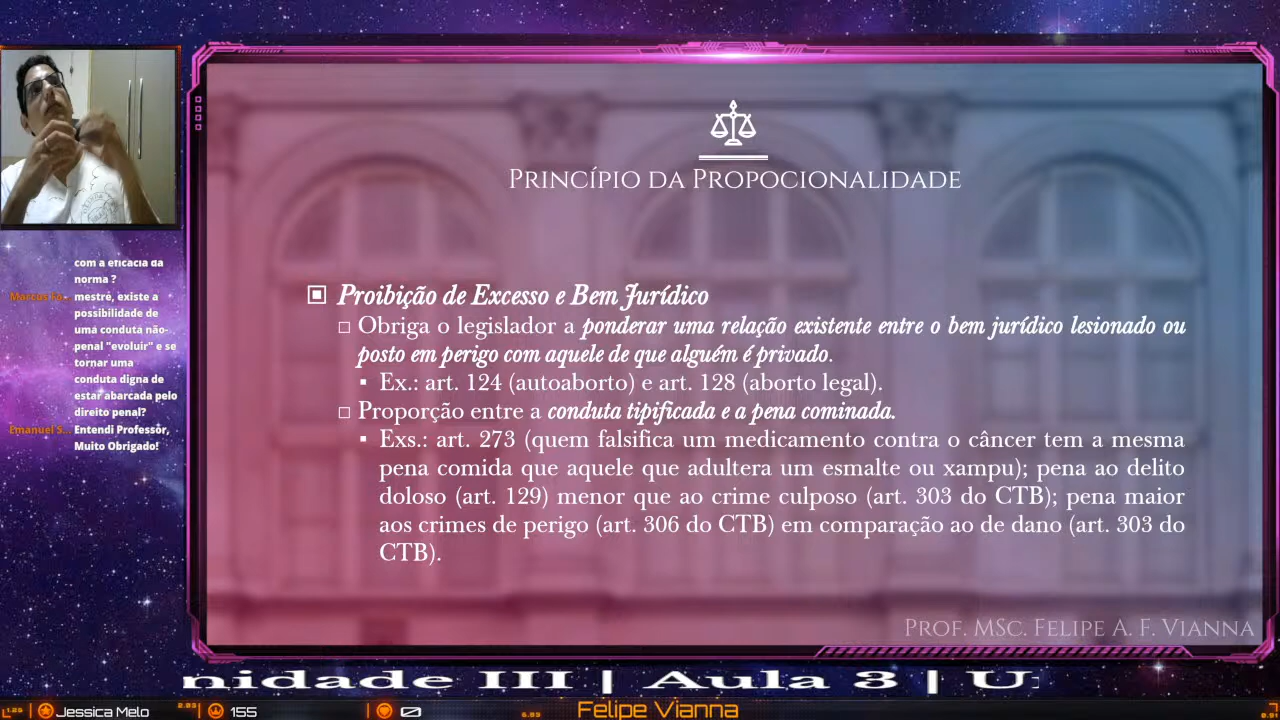 Princípio da Propocionalidade
Proibição de Excesso e Bem Jurídico
Obriga o legislador a ponderar uma relação existente entre o bem jurídico lesionado ou
posto em perigo com aquele de que alguém é privado.
Ex.: art. 124 (autoaborto) e art. 128 (aborto legal).
Proporção entre a conduta tipificada e a pena cominada.
Exs.: art. 273 (quem falsifica um medicamento contra o câncer tem a mesma
pena comida que aquele que adultera um esmalte ou xampu); pena ao delito
doloso (art. 129) menor que ao crime culposo (art. 303 do CTB); pena maior
aos crimes de perigo (art. 306 do CTB) em comparação ao de dano (art. 303 do
CTB).
Prof. MSc. Felipe A. F. Vianna
com a eficácia da
norma ?
mestre, existe a
possibilidade de
uma conduta não-
penal "evoluir" e se
tornar uma
conduta digna de
estar abarcada pelo
direito penal?
Emanuel S... Entendi Professor,
Muito Obrigado!
nidade III | Aula 3 | U
Jessica Melo
155
0
Felipe Vianna